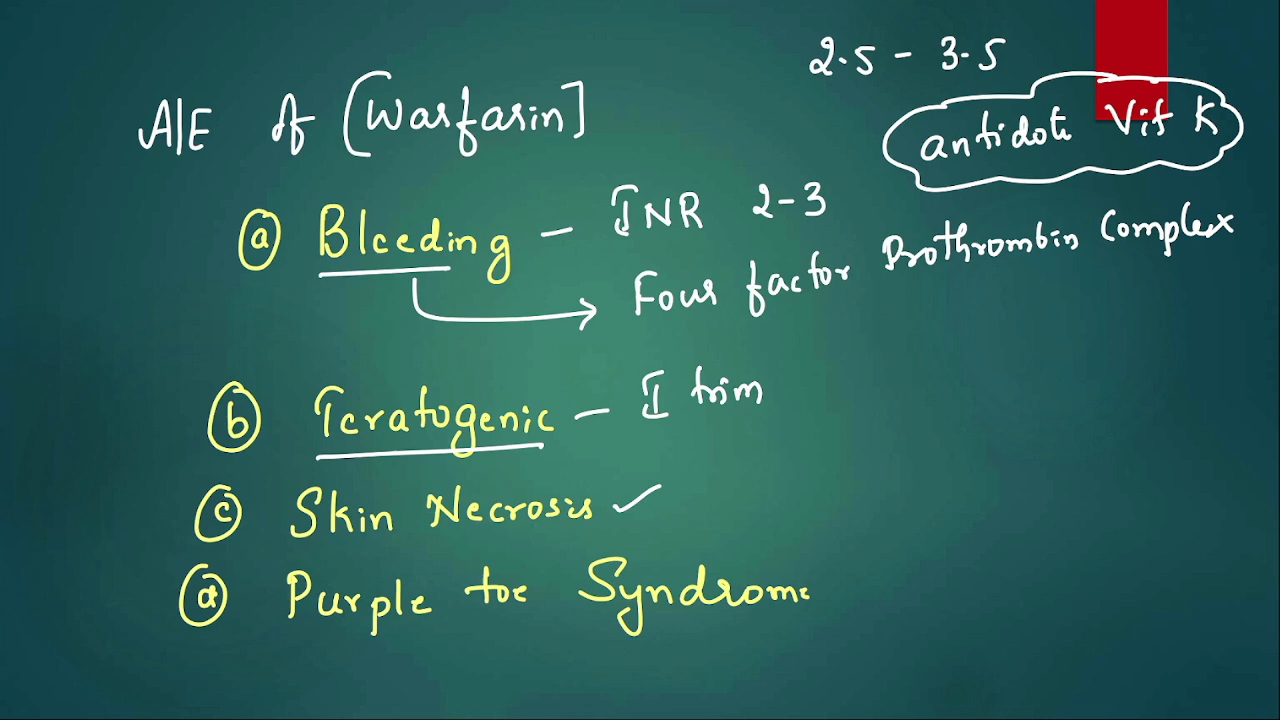 2.5 - 3.5
A/E of [Warfarin]
antidote Vit K
ⓐ Bleeding - INR 2-3
Four factor Prothrombin Complex
ⓑ Teratogenic - I trim
ⓒ Skin Necrosis ✓
ⓓ Purple toe Syndrome